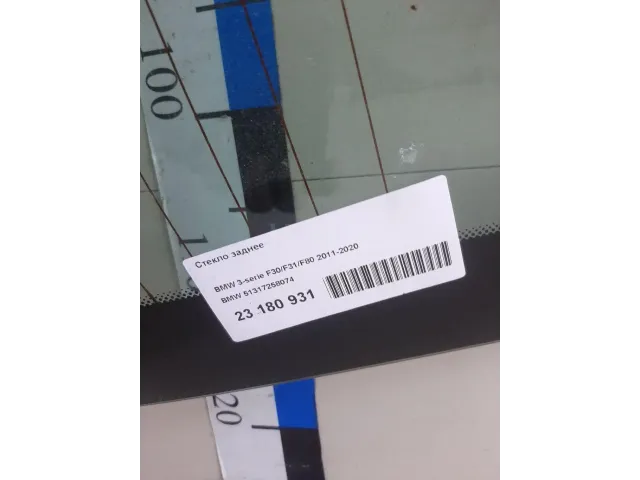 100
Стекло заднее
BMW 3-serie F30/F31/F80 2011-2020
BMW 51317258074
23 180 931
20